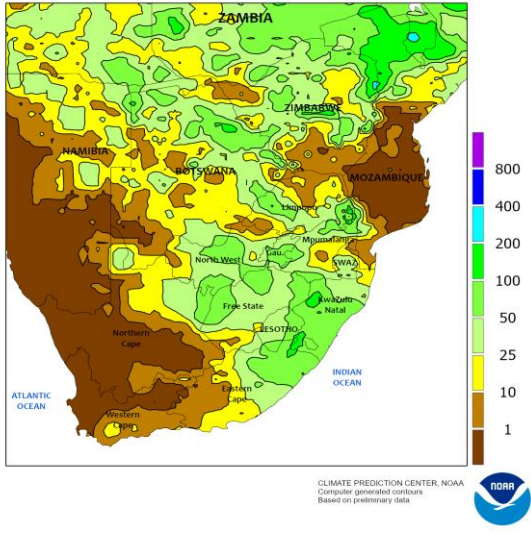 ZAMBIA
ZIMBABWE
NAMIBIA
BOTSWANA
MOZAMBIQUE
Limpopo
Mpumalanga
North West
Gau.
SWAZ.
Free State
KwaZulu
Natal
LESOTHO
Northern
Cape
Eastern
Cape
Western
Cape
ATLANTIC
OCEAN
INDIAN
OCEAN
800
400
200
100
50
25
10
1
CLIMATE PREDICTION CENTER, NOAA
Computer generated contours
Based on preliminary data
NOAA